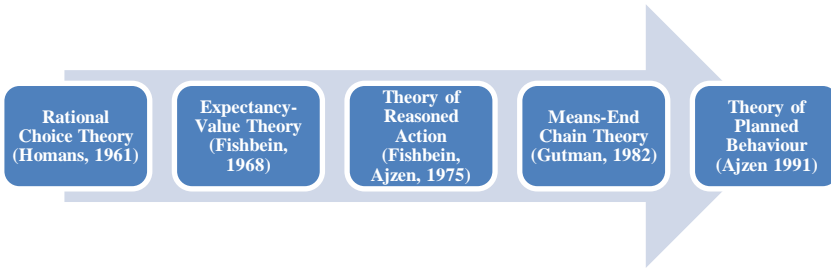 Rational
Choice Theory
(Homans, 1961)
Expectancy-
Value Theory
(Fishbein,
1968)
Theory of
Reasoned
Action
(Fishbein,
Ajzen, 1975)
Means-End
Chain Theory
(Gutman, 1982)
Theory of
Planned
Behaviour
(Ajzen 1991)